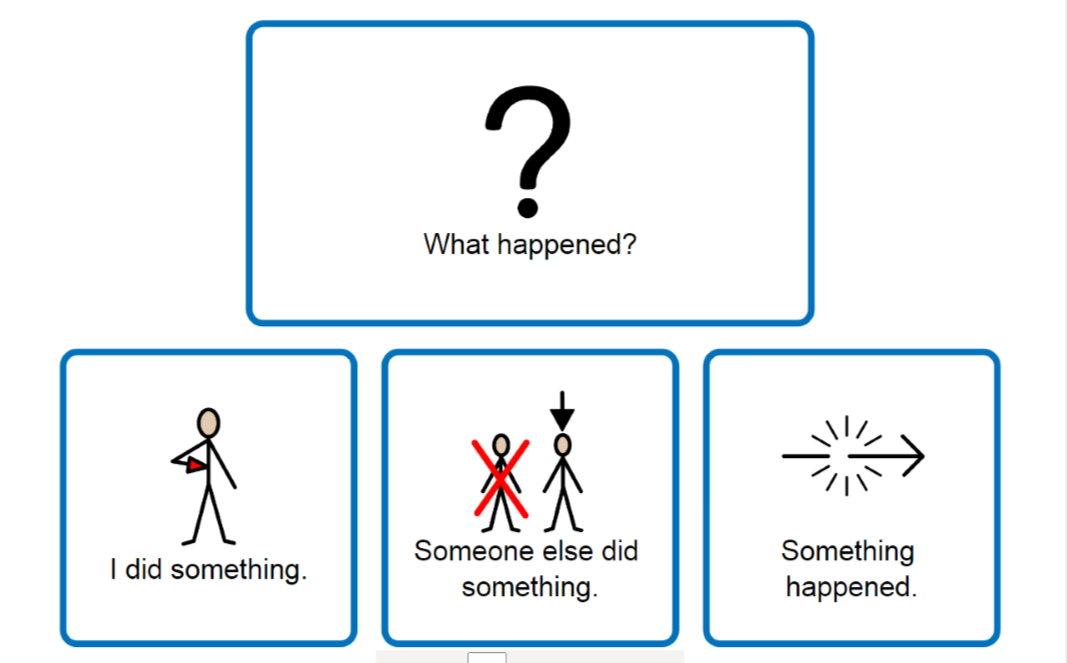 What happened?
I did something.
Someone else did
something.
Something
happened.